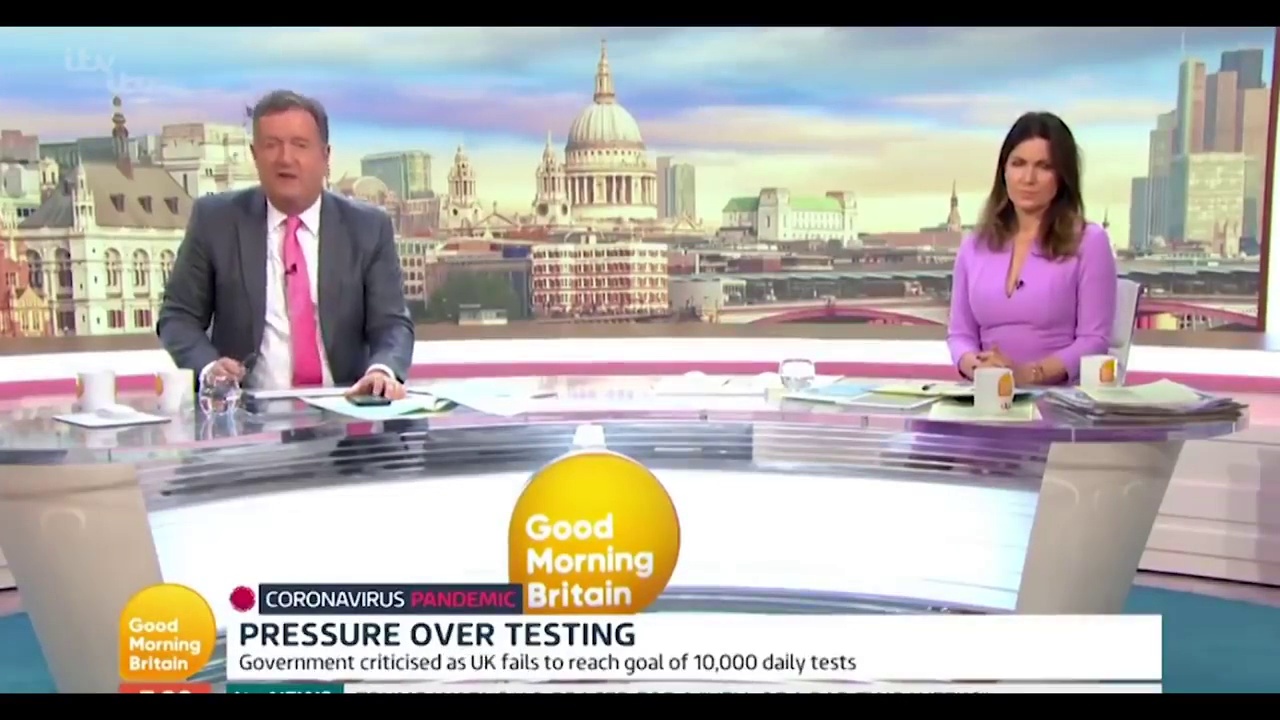 itv
Good
Morning
Britain
CORONAVIRUS PANDEMIC
Good
Morning
Britain
PRESSURE OVER TESTING
Government criticised as UK fails to reach goal of 10,000 daily tests